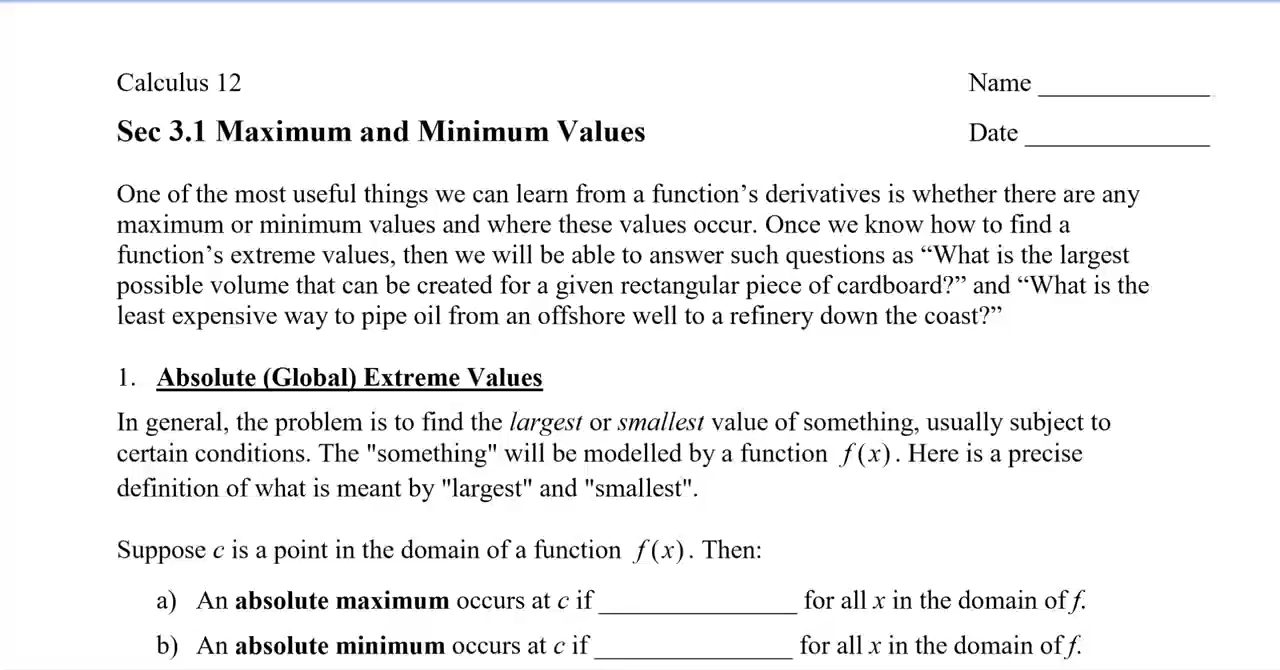 Calculus 12 Name ______________
Sec 3.1 Maximum and Minimum Values Date _______________
One of the most useful things we can learn from a function’s derivatives is whether there are any
maximum or minimum values and where these values occur. Once we know how to find a
function’s extreme values, then we will be able to answer such questions as “What is the largest
possible volume that can be created for a given rectangular piece of cardboard?” and “What is the
least expensive way to pipe oil from an offshore well to a refinery down the coast?”
1. Absolute (Global) Extreme Values
In general, the problem is to find the largest or smallest value of something, usually subject to
certain conditions. The "something" will be modelled by a function f(x). Here is a precise
definition of what is meant by "largest" and "smallest".
Suppose c is a point in the domain of a function f(x). Then:
a) An absolute maximum occurs at c if ________________ for all x in the domain of f.
b) An absolute minimum occurs at c if ________________ for all x in the domain of f.